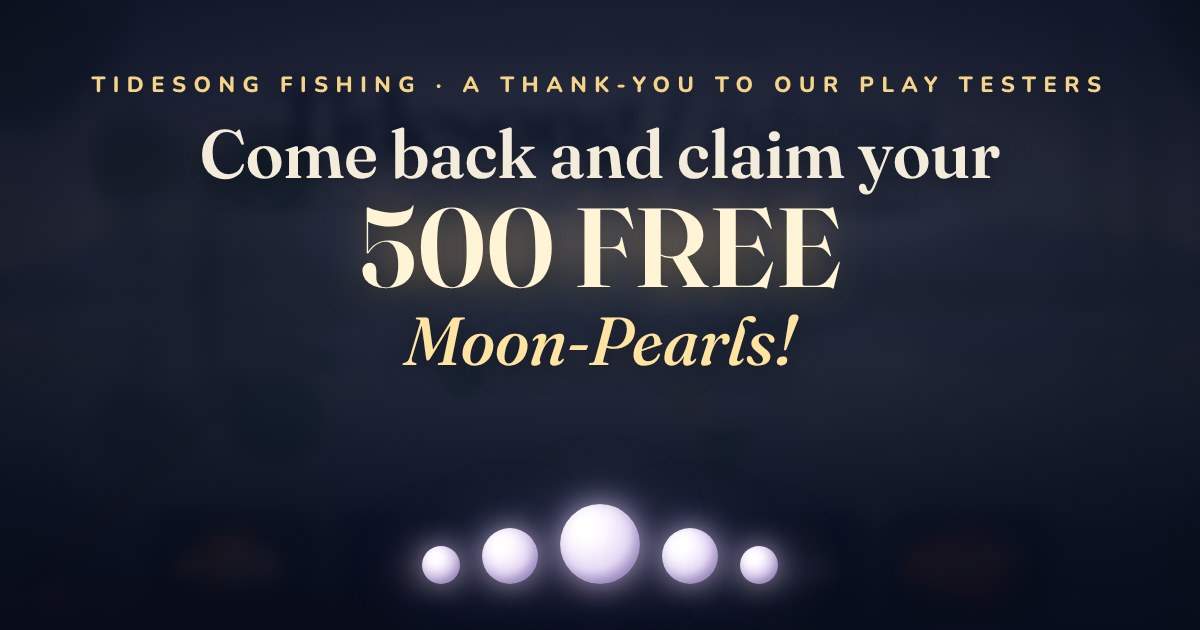 TIDESONG FISHING · A THANK-YOU TO OUR PLAY TESTERS
Come back and claim your
500 FREE
Moon-Pearls!